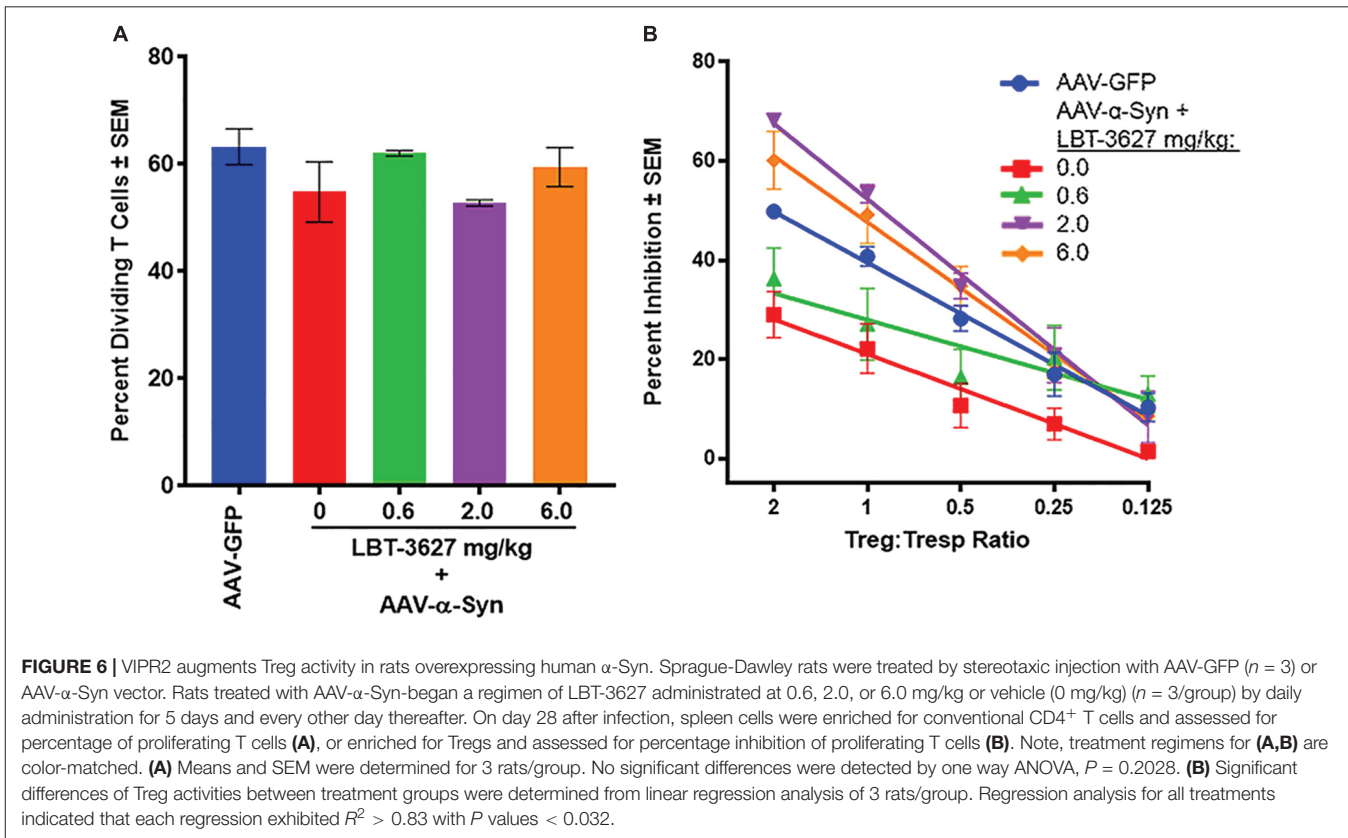 A
80
60
40
20
0
Percent Dividing T Cells ± SEM
AAV-GFP
0 0.6 2.0 6.0
LBT-3627 mg/kg
+
AAV-α-Syn
B
80
60
40
20
0
Percent Inhibition ± SEM
2 1 0.5 0.25 0.125
Treg:Tresp Ratio
AAV-GFP
AAV-α-Syn +
LBT-3627 mg/kg:
0.0
0.6
2.0
6.0
FIGURE 6 | VIPR2 augments Treg activity in rats overexpressing human α-Syn. Sprague-Dawley rats were treated by stereotaxic injection with AAV-GFP (n = 3) or
AAV-α-Syn vector. Rats treated with AAV-α-Syn-began a regimen of LBT-3627 administrated at 0.6, 2.0, or 6.0 mg/kg or vehicle (0 mg/kg) (n = 3/group) by daily
administration for 5 days and every other day thereafter. On day 28 after infection, spleen cells were enriched for conventional CD4⁺ T cells and assessed for
percentage of proliferating T cells (A), or enriched for Tregs and assessed for percentage inhibition of proliferating T cells (B). Note, treatment regimens for (A,B) are
color-matched. (A) Means and SEM were determined for 3 rats/group. No significant differences were detected by one way ANOVA, P = 0.2028. (B) Significant
differences of Treg activities between treatment groups were determined from linear regression analysis of 3 rats/group. Regression analysis for all treatments
indicated that each regression exhibited R² > 0.83 with P values < 0.032.